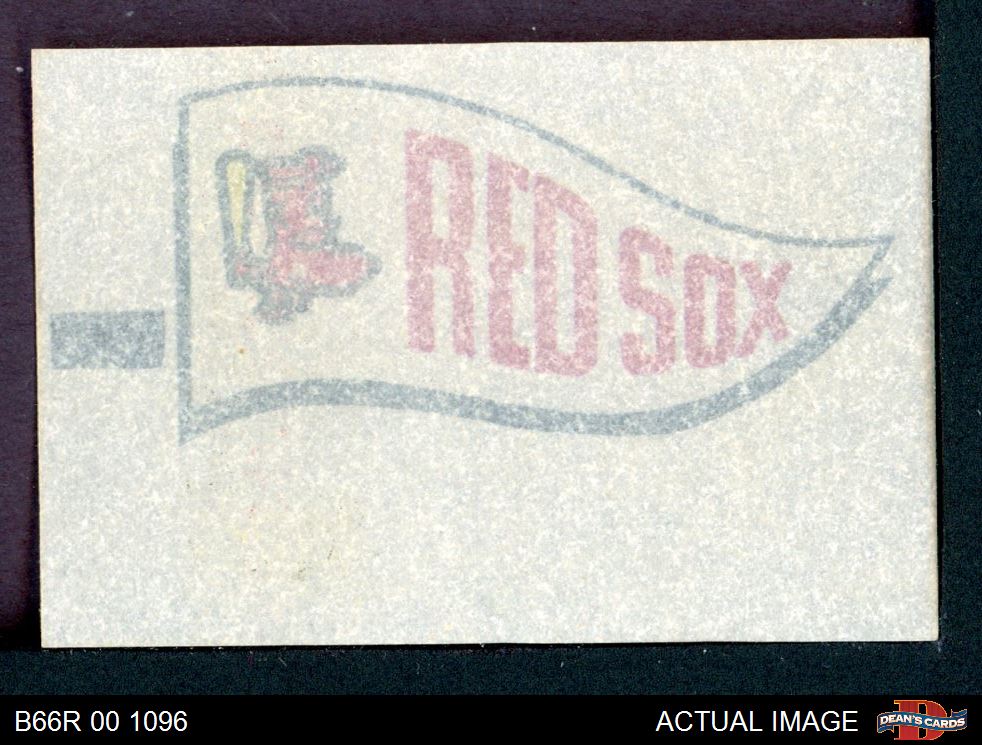 RED SOX
B66R 00 1096
ACTUAL IMAGE
DEAN'S CARDS